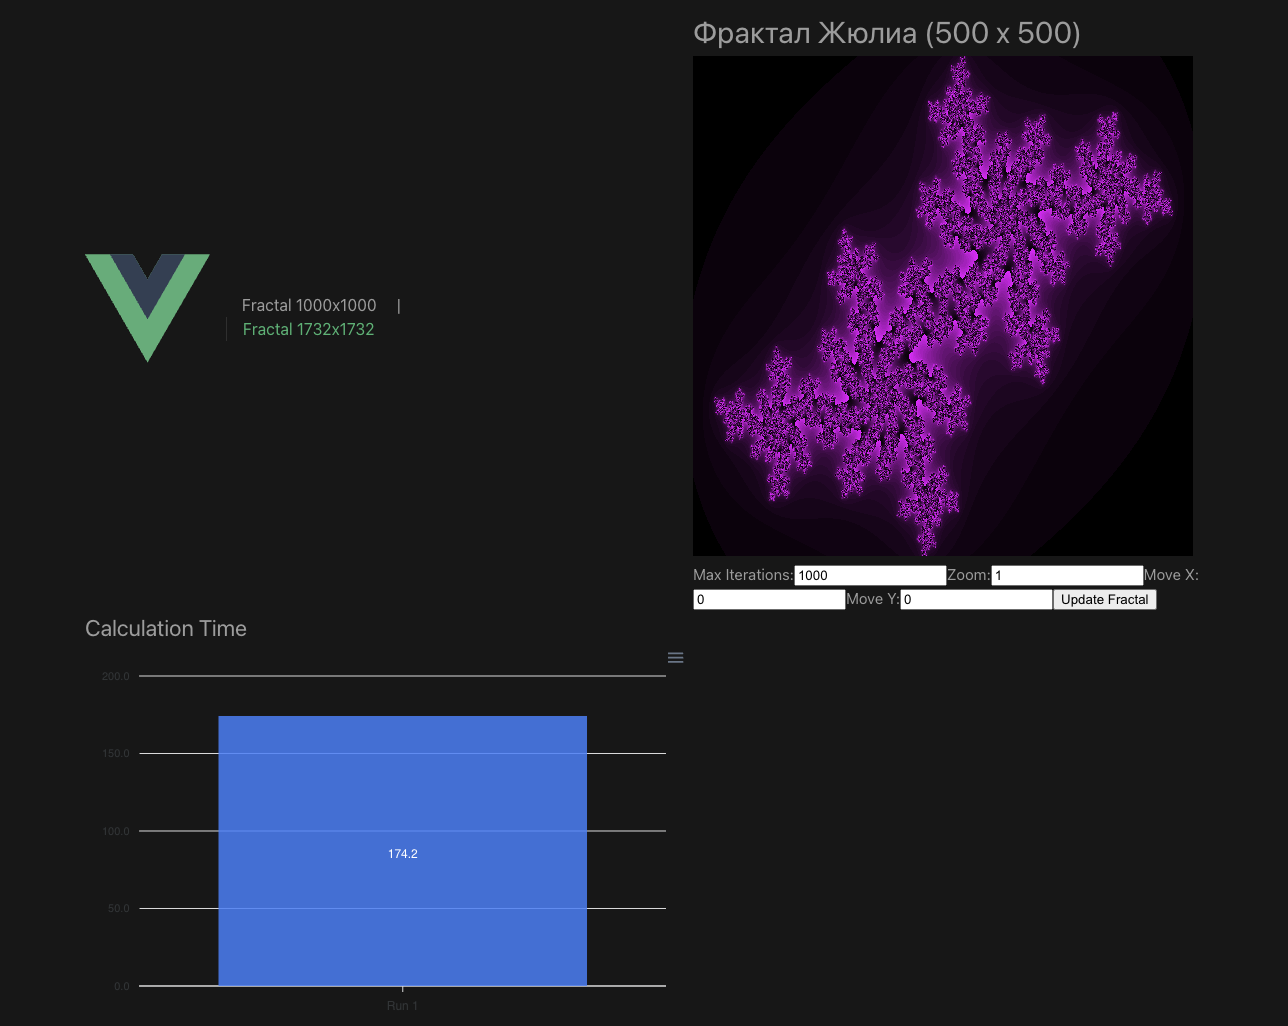 Фрактал Жюлиа (500 x 500)
Fractal 1000x1000 |
Fractal 1732x1732
Max Iterations: 1000 Zoom: 1 Move X:
0 Move Y: 0 Update Fractal
Calculation Time
200.0
150.0
100.0
174.2
50.0
0.0
Run 1